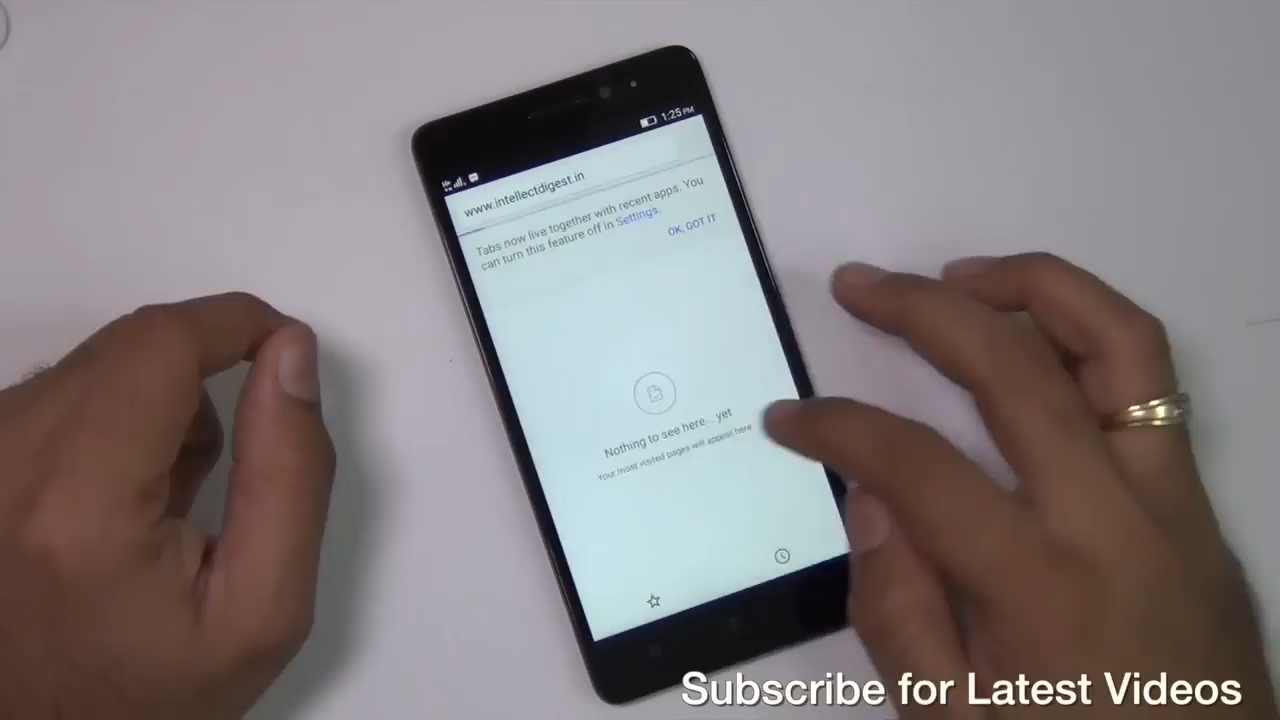 1:25 PM
www.intellectdigest.in
Tabs now live together with recent apps. You
can turn this feature off in Settings.
OK, GOT IT
Nothing to see here... yet
Your most visited pages will appear here
Subscribe for Latest Videos